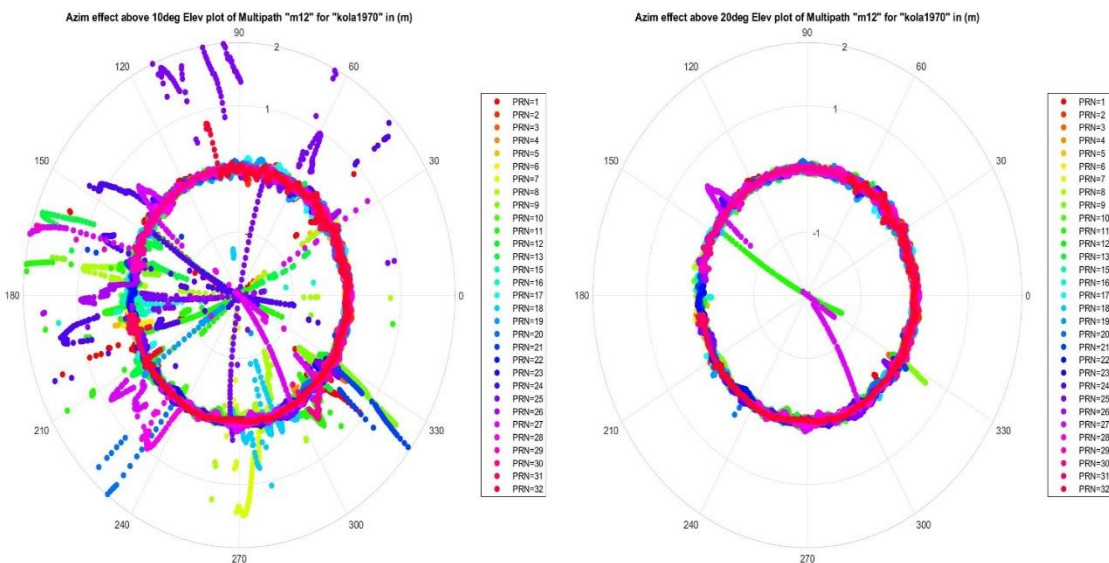 Azim effect above 10deg Elev plot of Multipath "m12" for "kola1970" in (m)
90
2
120
60
1
150
30
-1
180
0
210
330
240
300
270
PRN=1
PRN=2
PRN=3
PRN=4
PRN=5
PRN=6
PRN=7
PRN=8
PRN=9
PRN=10
PRN=11
PRN=12
PRN=13
PRN=15
PRN=16
PRN=17
PRN=18
PRN=19
PRN=20
PRN=21
PRN=22
PRN=23
PRN=24
PRN=25
PRN=26
PRN=27
PRN=28
PRN=29
PRN=30
PRN=31
PRN=32
Azim effect above 20deg Elev plot of Multipath "m12" for "kola1970" in (m)
90
2
120
60
1
150
30
-1
180
0
210
330
240
300
270
PRN=1
PRN=2
PRN=3
PRN=4
PRN=5
PRN=6
PRN=7
PRN=8
PRN=9
PRN=10
PRN=11
PRN=12
PRN=13
PRN=15
PRN=16
PRN=17
PRN=18
PRN=19
PRN=20
PRN=21
PRN=22
PRN=23
PRN=24
PRN=25
PRN=26
PRN=27
PRN=28
PRN=29
PRN=30
PRN=31
PRN=32